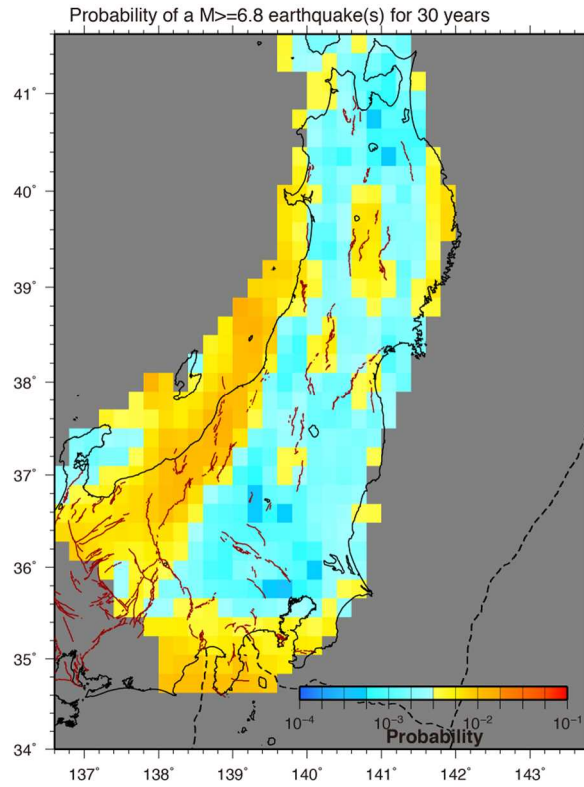 Probability of a M>=6.8 earthquake(s) for 30 years
41°
40°
39°
38°
37°
36°
35°
34°
10⁻⁴ 10⁻³ 10⁻² 10⁻¹
Probability
137° 138° 139° 140° 141° 142° 143°